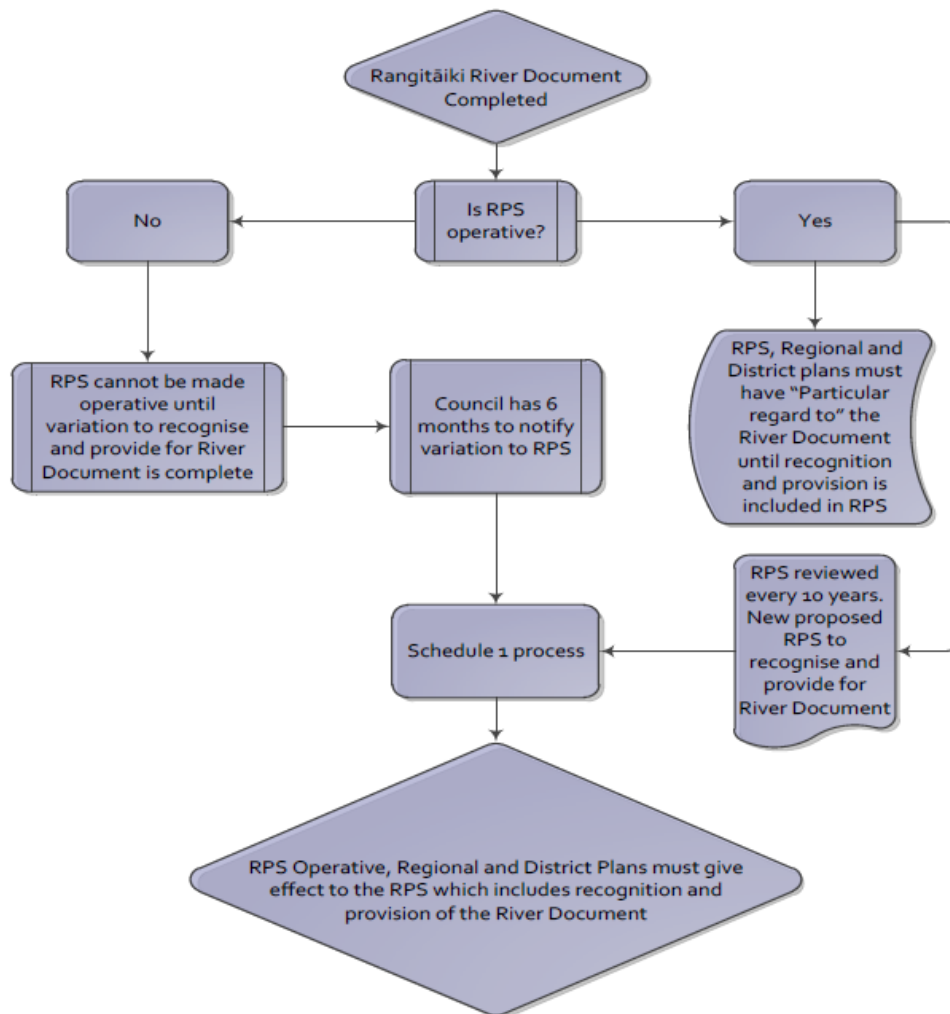 Rangitāiki River Document
Completed
No
Is RPS
operative?
Yes
RPS cannot be made
operative until
variation to recognise
and provide for River
Document is complete
Council has 6
months to notify
variation to RPS
RPS, Regional and
District plans must
have “Particular
regard to” the
River Document
until recognition
and provision is
included in RPS
Schedule 1 process
RPS reviewed
every 10 years.
New proposed
RPS to
recognise and
provide for
River Document
RPS Operative, Regional and District Plans must give
effect to the RPS which includes recognition and
provision of the River Document